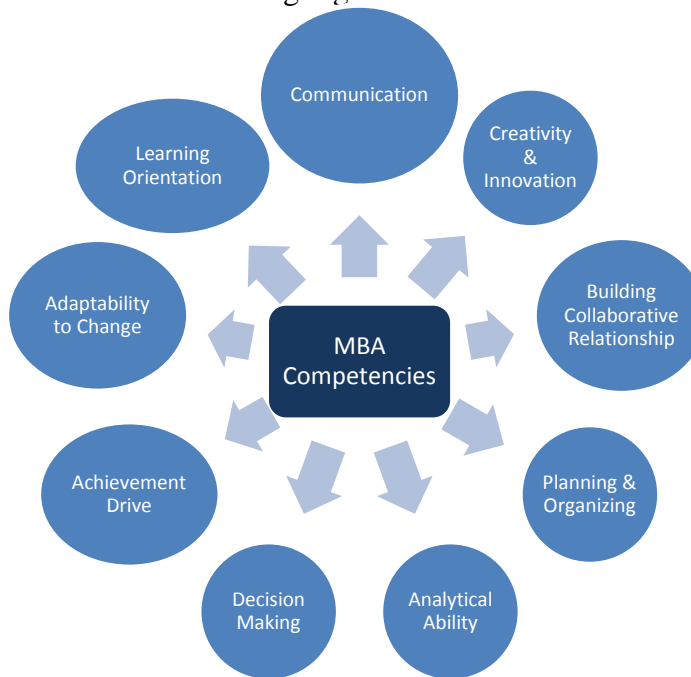 Communication
Creativity
&
Innovation
Building
Collaborative
Relationship
Planning &
Organizing
Analytical
Ability
Decision
Making
Achievement
Drive
Adaptability
to Change
Learning
Orientation
MBA
Competencies